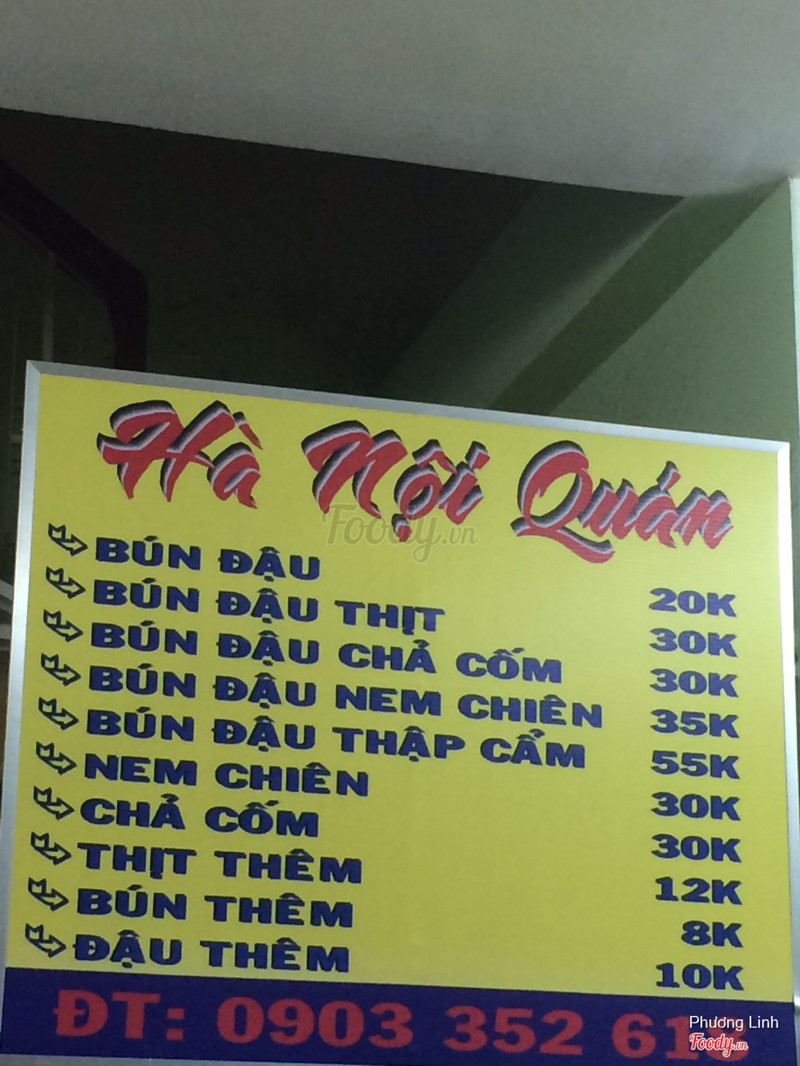 Hà Nội Quán
Foody.vn
BÚN ĐẬU 20K
BÚN ĐẬU THỊT 30K
BÚN ĐẬU CHẢ CỐM 30K
BÚN ĐẬU NEM CHIÊN 35K
BÚN ĐẬU THẬP CẨM 55K
NEM CHIÊN 30K
CHẢ CỐM 30K
THỊT THÊM 12K
BÚN THÊM 8K
ĐẬU THÊM 10K
ĐT: 0903 352
Phương Linh
Foody.vn